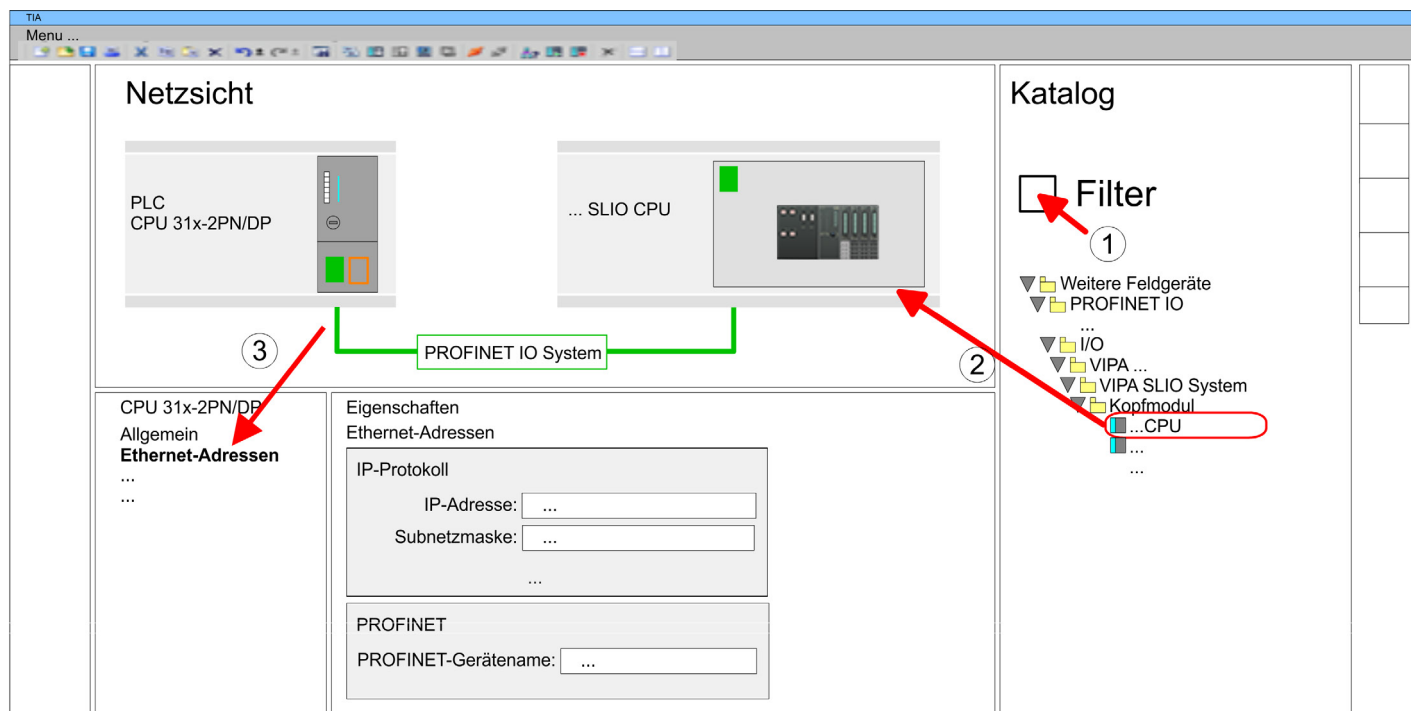 TIA
Menu ...
Netzsicht
PLC
CPU 31x-2PN/DP
... SLIO CPU
PROFINET IO System
3
2
Katalog
Filter
1
Weitere Feldgeräte
PROFINET IO
...
I/O
VIPA ...
VIPA SLIO System
Kopfmodul
...CPU
...
...
CPU 31x-2PN/DP
Allgemein
Ethernet-Adressen
...
...
Eigenschaften
Ethernet-Adressen
IP-Protokoll
IP-Adresse: ...
Subnetzmaske: ...
...
PROFINET
PROFINET-Gerätename: ...